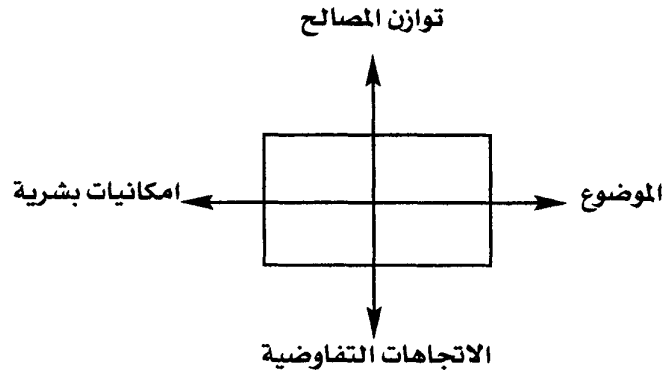 توازن المصالح
الموضوع
امكانيات بشرية
الاتجاهات التفاوضية